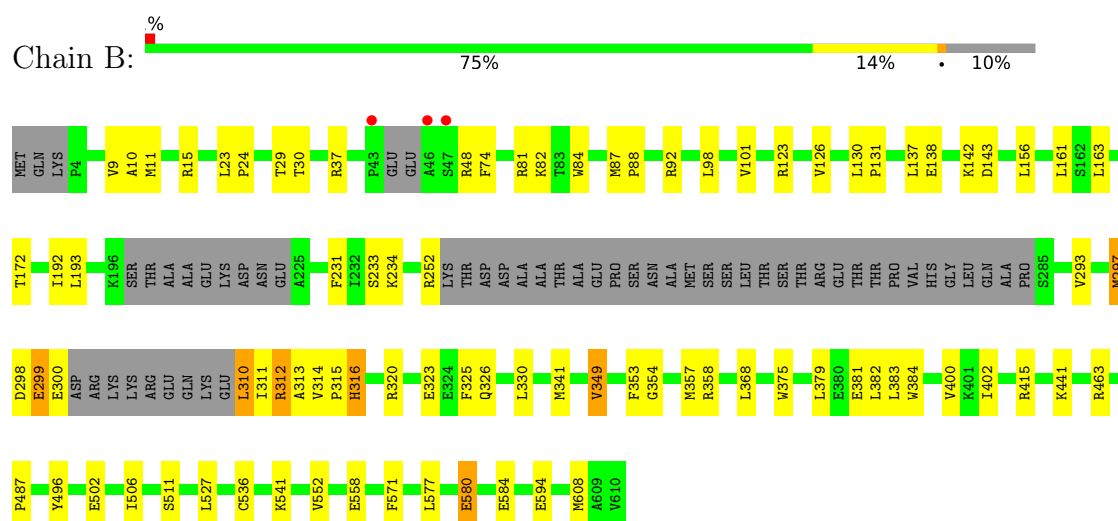 %
Chain B:
75% 14% • 10%
MET GLN LYS P4 V9 A10 M11 R15 L23 P24 T29 T30 R37 P43 GLU GLU A46 S47 R48 F74 R81 K82 T83 W84 M87 P88 R92 L98 V101 R123 V126 L130 P131 L137 E138 K142 D143 L156 L161 S162 L163
T172 I192 L193 K196 SER THR ALA ALA GLU LYS ASP ASN GLU A225 F231 I232 S233 K234 R252 LYS THR ASP ASP ALA ALA THR ALA GLU PRO SER ASN ALA MET SER SER LEU THR SER THR ARG GLU THR THR PRO VAL HIS GLY LEU GLN ALA PRO S285 V293 M297
D298 E299 E300 ASP ARG LYS LYS ARG GLU GLN LYS GLU L310 I311 R312 A313 V314 P315 H316 R320 E323 E324 F325 Q326 L330 M341 V349 F353 G354 M357 R358 L368 W375 L379 E380 E381 L382 L383 W384 V400 K401 I402 R415 K441 R463
P487 Y496 E502 I506 S511 L527 C536 K541 V552 E558 F571 L577 E580 E584 E594 M608 A609 V610